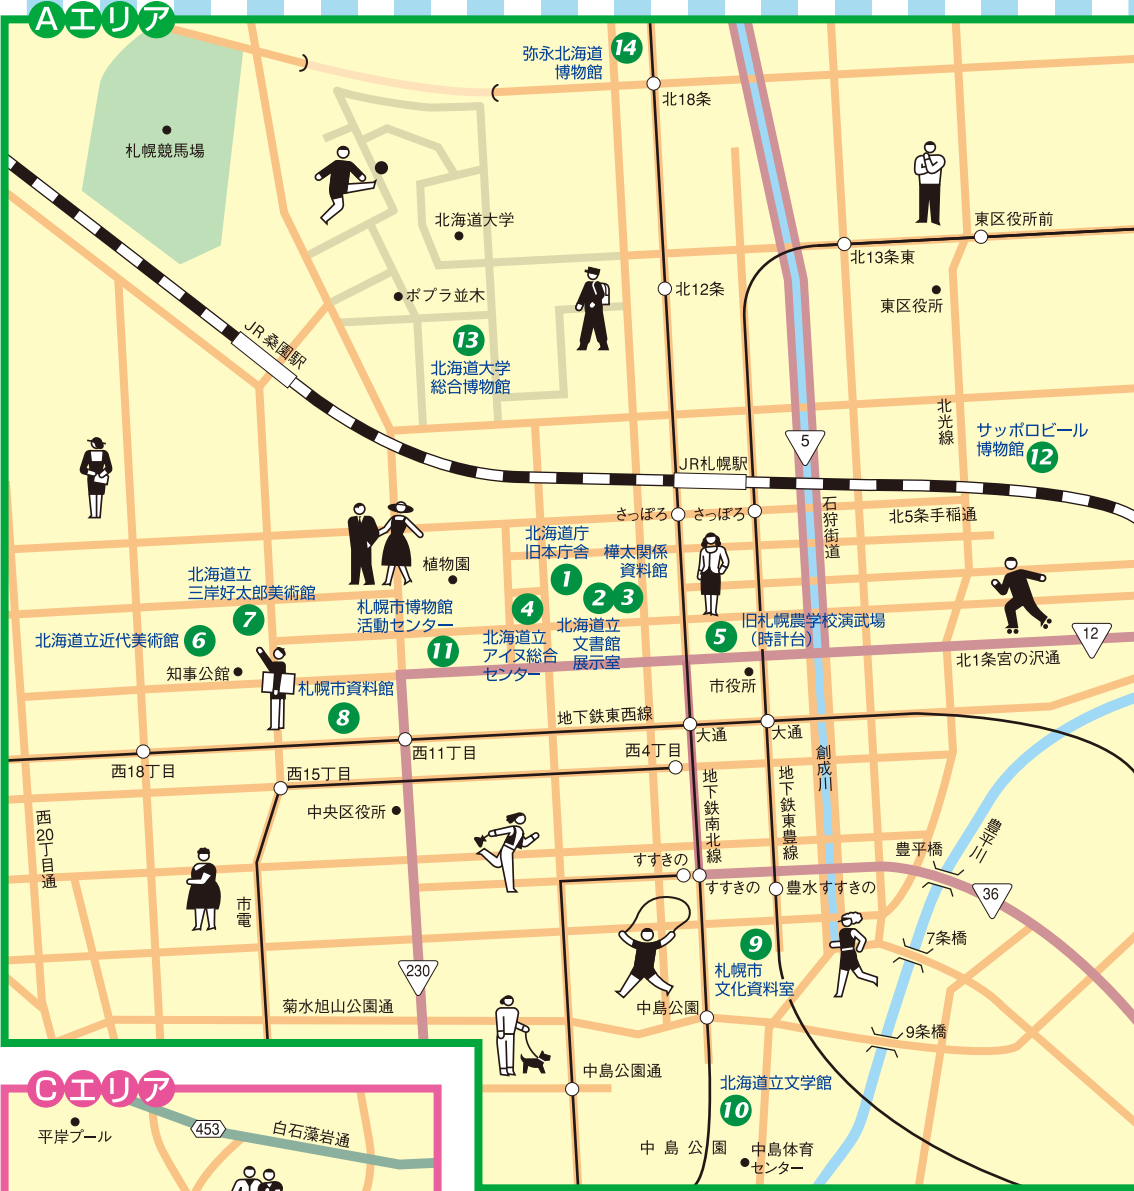 Aエリア
弥永北海道
博物館
14
北18条
札幌競馬場
北海道大学
東区役所前
北13条東
ポプラ並木
北12条
東区役所
13
JR桑園駅
北海道大学
総合博物館
北光線
サッポロビール
博物館
12
5
JR札幌駅
さっぽろ
さっぽろ
石狩街道
北5条手稲通
北海道庁
旧本庁舎
1
樺太関係
資料館
2
3
植物園
北海道立
三岸好太郎美術館
7
札幌市博物館
活動センター
11
4
北海道立
アイヌ総合
センター
北海道立
文書館
展示室
5
旧札幌農学校演武場
(時計台)
12
北1条宮の沢通
北海道立近代美術館
6
知事公館
札幌市資料館
8
市役所
地下鉄東西線
大通
大通
西18丁目
西11丁目
西4丁目
西15丁目
創成川
中央区役所
地下鉄南北線
地下鉄東豊線
西20丁目通
豊平川
豊平橋
すすきの
すすきの
豊水すすきの
36
市電
9
札幌市
文化資料室
7条橋
230
菊水旭山公園通
中島公園
9条橋
中島公園通
北海道立文学館
10
中島公園
中島体育
センター
Cエリア
平岸プール
453
白石藻岩通